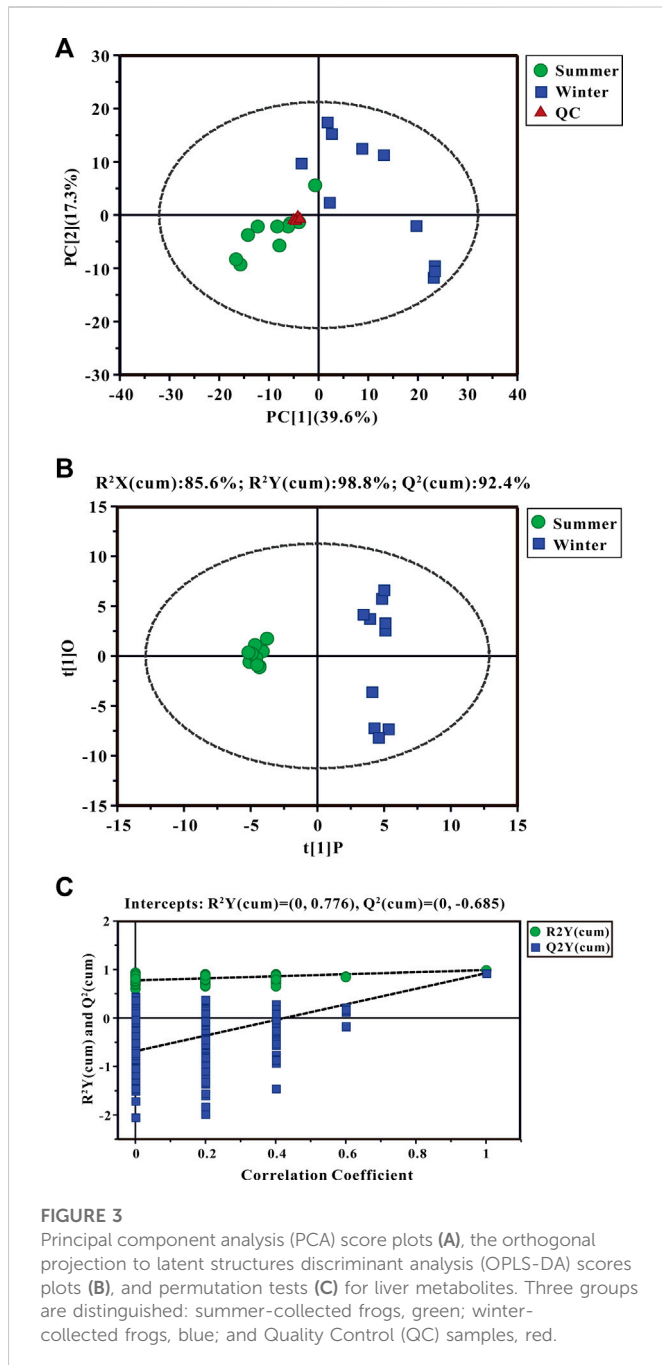 A
30
20
10
0
-10
-20
-30
PC[2](17.3%)
-40 -30 -20 -10 0 10 20 30 40
PC[1](39.6%)
Summer
Winter
QC
B
R²X(cum):85.6%; R²Y(cum):98.8%; Q²(cum):92.4%
15
10
5
0
-5
-10
-15
t[1]O
-15 -10 -5 0 5 10 15
t[1]P
Summer
Winter
C
Intercepts: R²Y(cum)=(0, 0.776), Q²(cum)=(0, -0.685)
2
1
0
-1
-2
R²Y(cum) and Q²(cum)
0 0.2 0.4 0.6 0.8 1
Correlation Coefficient
R2Y(cum)
Q2Y(cum)
FIGURE 3
Principal component analysis (PCA) score plots (A), the orthogonal
projection to latent structures discriminant analysis (OPLS-DA) scores
plots (B), and permutation tests (C) for liver metabolites. Three groups
are distinguished: summer-collected frogs, green; winter-
collected frogs, blue; and Quality Control (QC) samples, red.